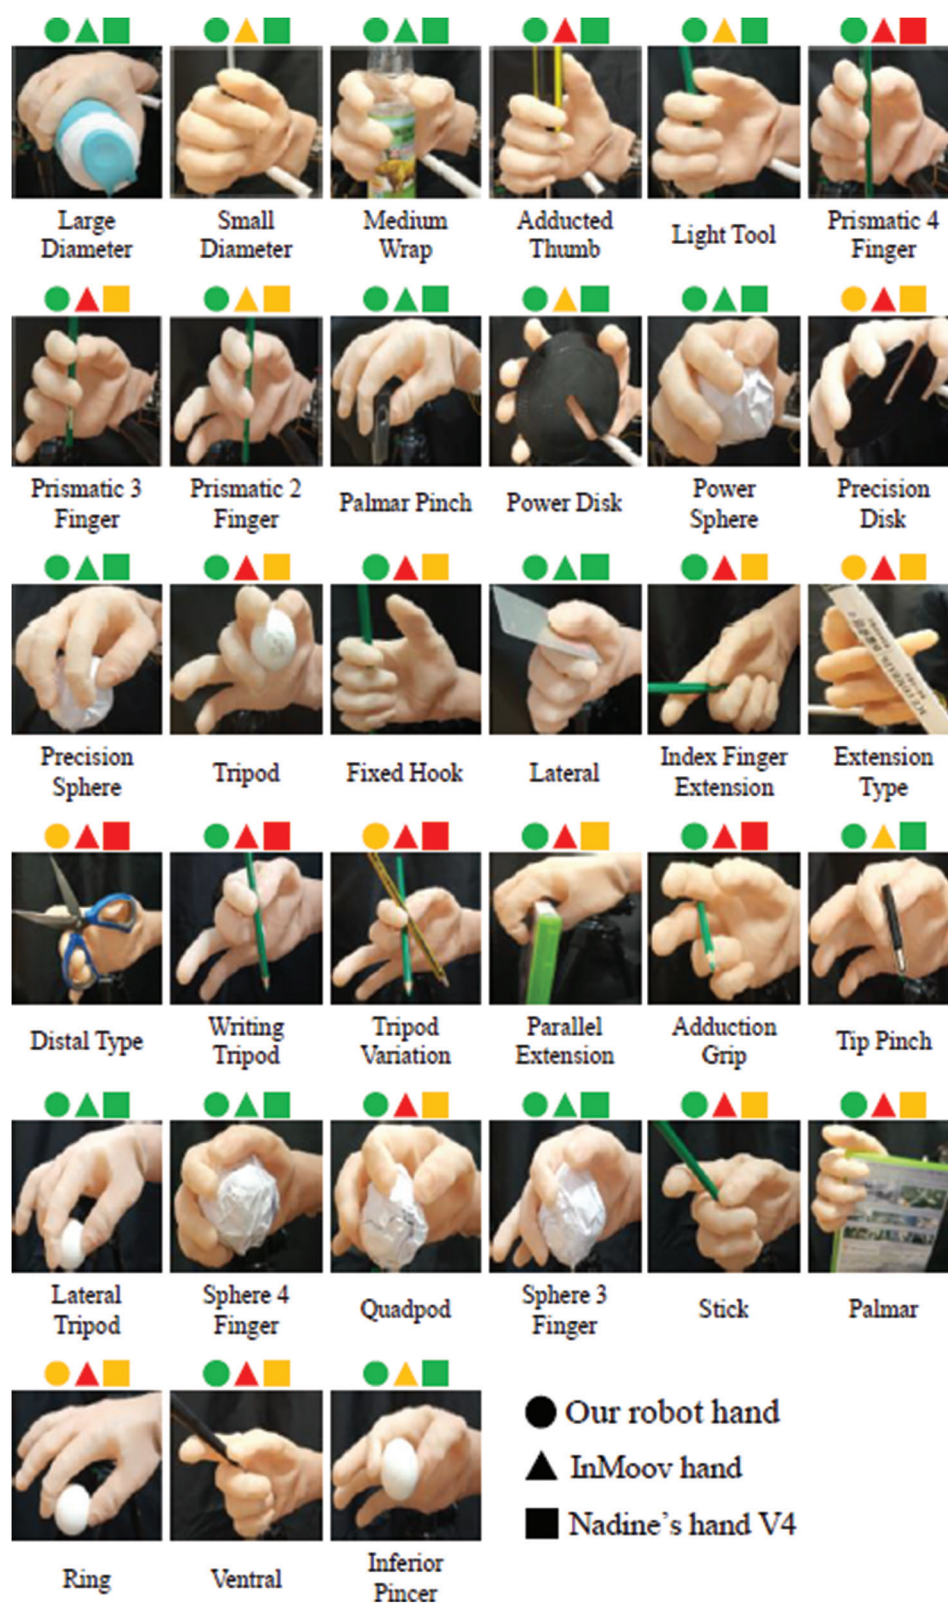 Large
Diameter
Small
Diameter
Medium
Wrap
Adducted
Thumb
Light Tool
Prismatic 4
Finger
Prismatic 3
Finger
Prismatic 2
Finger
Palmar Pinch
Power Disk
Power
Sphere
Precision
Disk
Precision
Sphere
Tripod
Fixed Hook
Lateral
Index Finger
Extension
Extension
Type
Distal Type
Writing
Tripod
Tripod
Variation
Parallel
Extension
Adduction
Grip
Tip Pinch
Lateral
Tripod
Sphere 4
Finger
Quadpod
Sphere 3
Finger
Stick
Palmar
Ring
Ventral
Inferior
Pincer
Our robot hand
InMoov hand
Nadine's hand V4